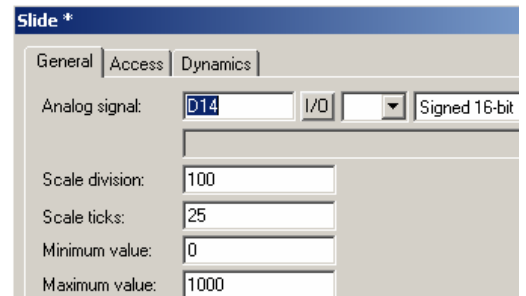 Slide *
General Access Dynamics
Analog signal: D14 I/O Signed 16-bit
Scale division: 100
Scale ticks: 25
Minimum value: 0
Maximum value: 1000